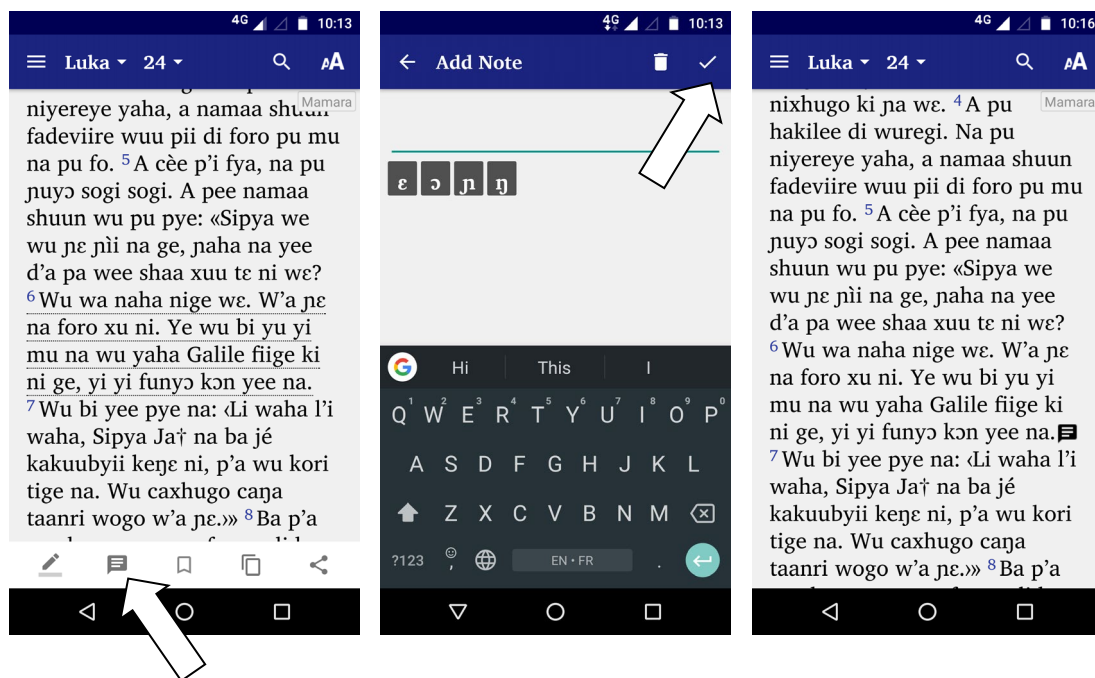 4G 10:13
Luka 24 AA
Mamara
niyereye yaha, a namaa shuun
fadeviire wuu pii di foro pu mu
na pu fo. 5 A cèe p’i fya, na pu
ɲuyɔ sogi sogi. A pee namaa
shuun wu pu pye: «Sipya we
wu ɲɛ ɲìi na ge, ɲaha na yee
d’a pa wee shaa xuu tɛ ni wɛ?
6 Wu wa naha nige wɛ. W’a ɲɛ
na foro xu ni. Ye wu bi yu yi
mu na wu yaha Galile fiige ki
ni ge, yi yi funyɔ kɔn yee na.
7 Wu bi yee pye na: ‹Li waha l’i
waha, Sipya Ja† na ba jé
kakuubyii keŋɛ ni, p’a wu kori
tige na. Wu caxhugo caŋa
taanri wogo w’a ɲɛ.›» 8 Ba p’a
4G 10:13
Add Note
ɛ ɔ ɲ ŋ
Hi This I
Q1 W2 E3 R4 T5 Y6 U7 I8 O9 P0
A S D F G H J K L
Z X C V B N M
?123 , EN • FR .
4G 10:16
Luka 24 AA
nixhugo ki ɲa wɛ. 4 A pu Mamara
hakilee di wuregi. Na pu
niyereye yaha, a namaa shuun
fadeviire wuu pii di foro pu mu
na pu fo. 5 A cèe p’i fya, na pu
ɲuyɔ sogi sogi. A pee namaa
shuun wu pu pye: «Sipya we
wu ɲɛ ɲìi na ge, ɲaha na yee
d’a pa wee shaa xuu tɛ ni wɛ?
6 Wu wa naha nige wɛ. W’a ɲɛ
na foro xu ni. Ye wu bi yu yi
mu na wu yaha Galile fiige ki
ni ge, yi yi funyɔ kɔn yee na.
7 Wu bi yee pye na: ‹Li waha l’i
waha, Sipya Ja† na ba jé
kakuubyii keŋɛ ni, p’a wu kori
tige na. Wu caxhugo caŋa
taanri wogo w’a ɲɛ.›» 8 Ba p’a